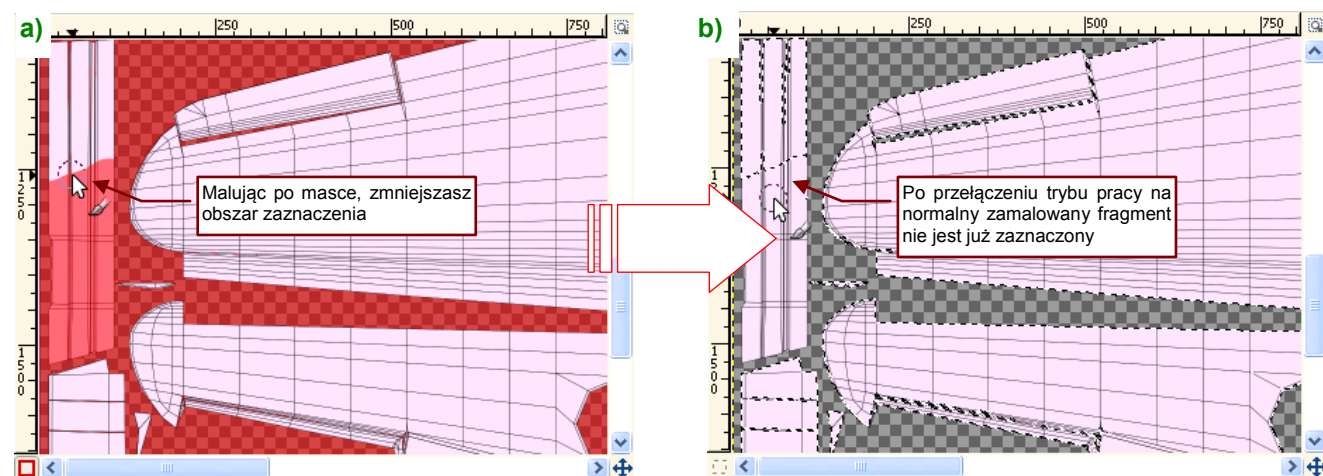 a)
250
500
750
1250
1500
Malując po masce, zmniejszasz
obszar zaznaczenia
b)
250
500
750
1500
Po przełączeniu trybu pracy na
normalny zamalowany fragment
nie jest już zaznaczony